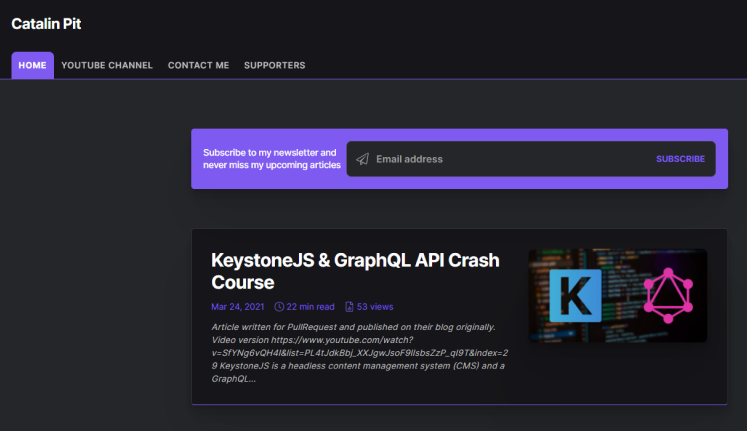 Catalin Pit
HOME YOUTUBE CHANNEL CONTACT ME SUPPORTERS
Subscribe to my newsletter and
never miss my upcoming articles
Email address
SUBSCRIBE
KeystoneJS & GraphQL API Crash
Course
Mar 24, 2021 22 min read 53 views
Article written for PullRequest and published on their blog originally.
Video version https://www.youtube.com/watch?
v=SfYNg6vQH4I&list=PL4tJdkBbj_XXJgwJsoF9IlsbsZzP_qI9T&index=2
9 KeystoneJS is a headless content management system (CMS) and a
GraphQL...
K